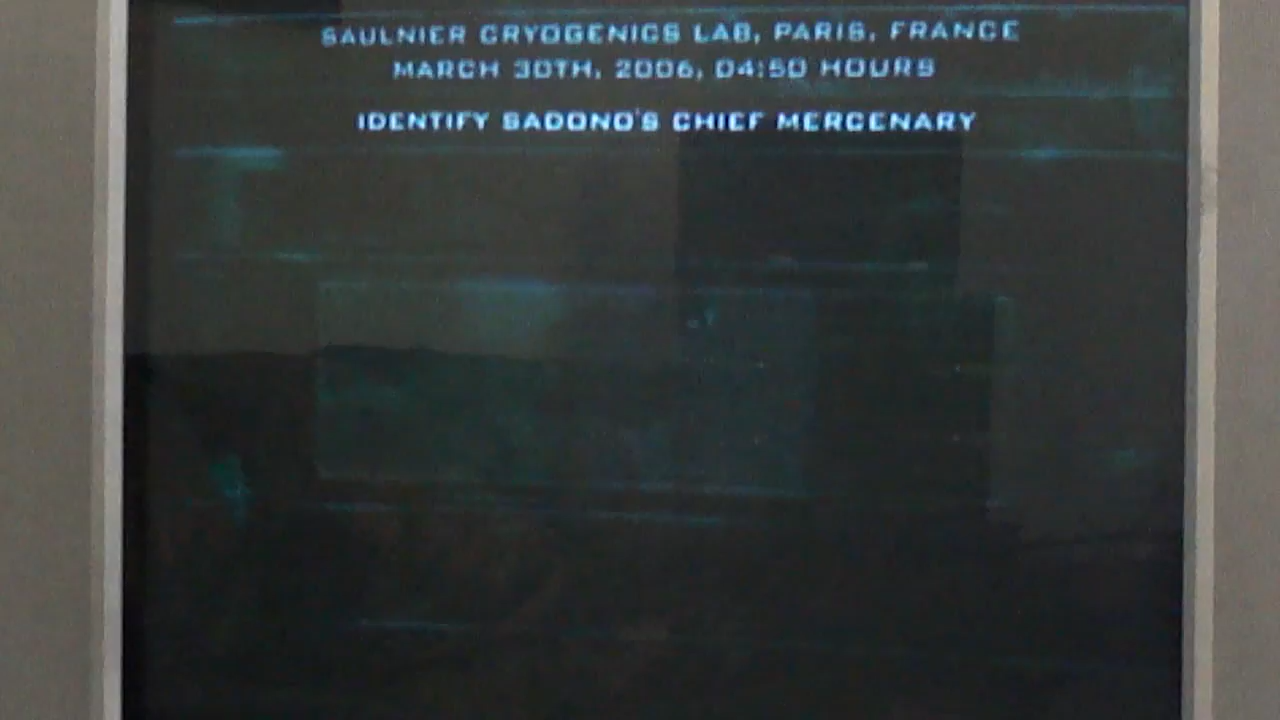 SAULNIER CRYOGENICS LAB, PARIS, FRANCE
MARCH 30TH, 2006, 04:50 HOURS
IDENTIFY SADONO'S CHIEF MERCENARY